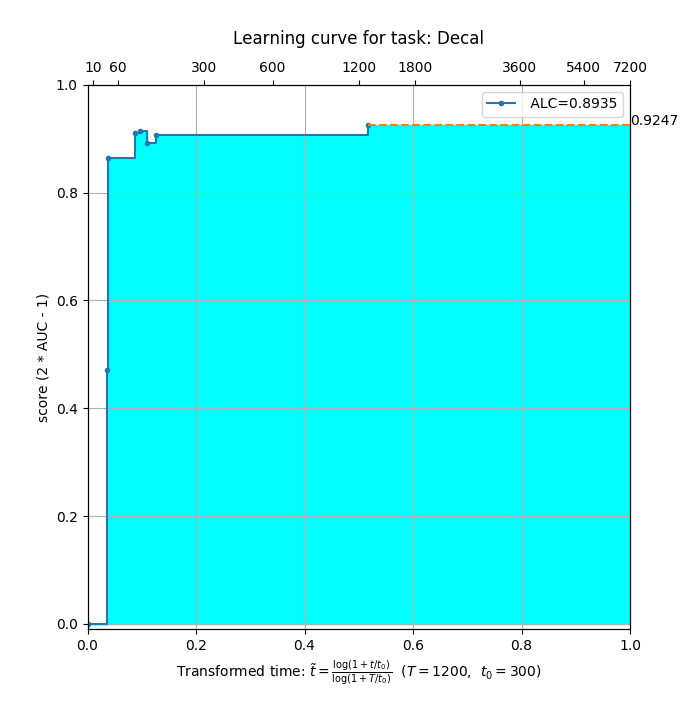 Learning curve for task: Decal
10 60 300 600 1200 1800 3600 5400 7200
1.0
ALC=0.8935
0.9247
0.8
0.6
score (2 * AUC - 1)
0.4
0.2
0.0
0.0 0.2 0.4 0.6 0.8 1.0
Transformed time: t̃ = log(1 + t/t₀) / log(1 + T/t₀) (T = 1200, t₀ = 300)